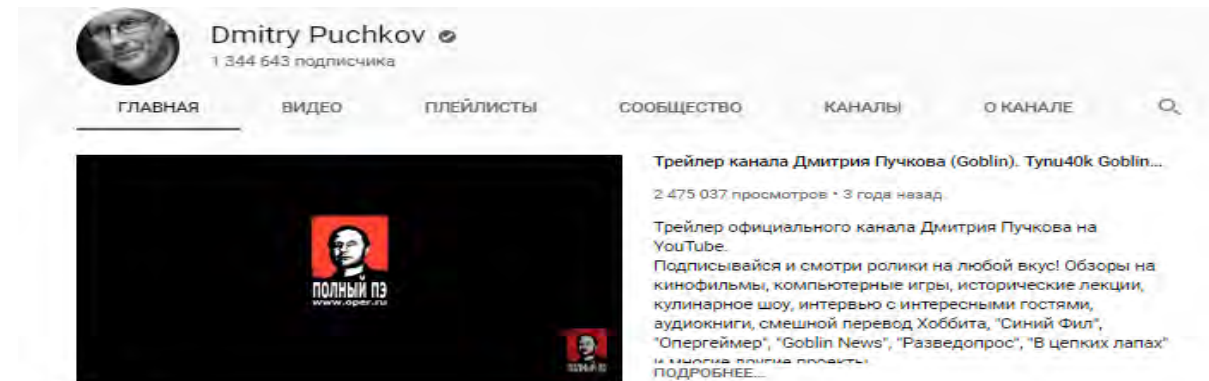 Dmitry Puchkov
1 344 643 подписчика
ГЛАВНАЯ ВИДЕО ПЛЕЙЛИСТЫ СООБЩЕСТВО КАНАЛЫ О КАНАЛЕ
Трейлер канала Дмитрия Пучкова (Goblin). Tynu40k Goblin...
2 475 037 просмотров • 3 года назад
Трейлер официального канала Дмитрия Пучкова на
YouTube.
Подписывайся и смотри ролики на любой вкус! Обзоры на
кинофильмы, компьютерные игры, исторические лекции,
кулинарное шоу, интервью с интересными гостями,
аудиокниги, смешной перевод Хоббита, "Синий Фил",
"Опергеймер", "Goblin News", "Разведопрос", "В цепких лапах"
и многие другие проекты
ПОДРОБНЕЕ...
ПОЛНЫЙ ПЭ
www.oper.ru